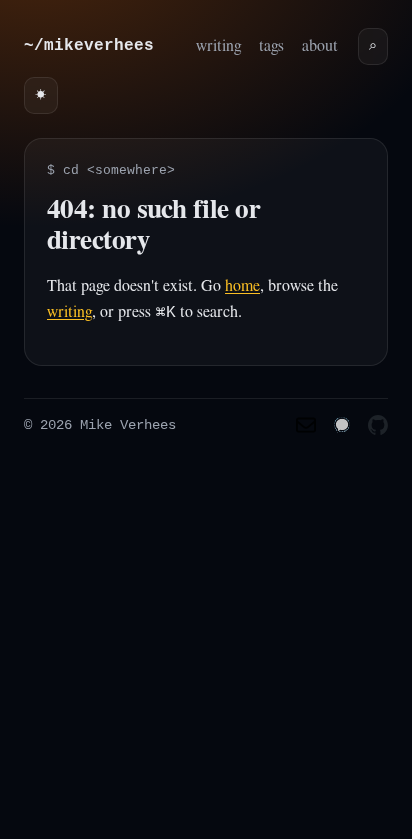 ~/mikeverhees writing tags about
$ cd <somewhere>
404: no such file or
directory
That page doesn't exist. Go home, browse the
writing, or press ⌘K to search.
© 2026 Mike Verhees